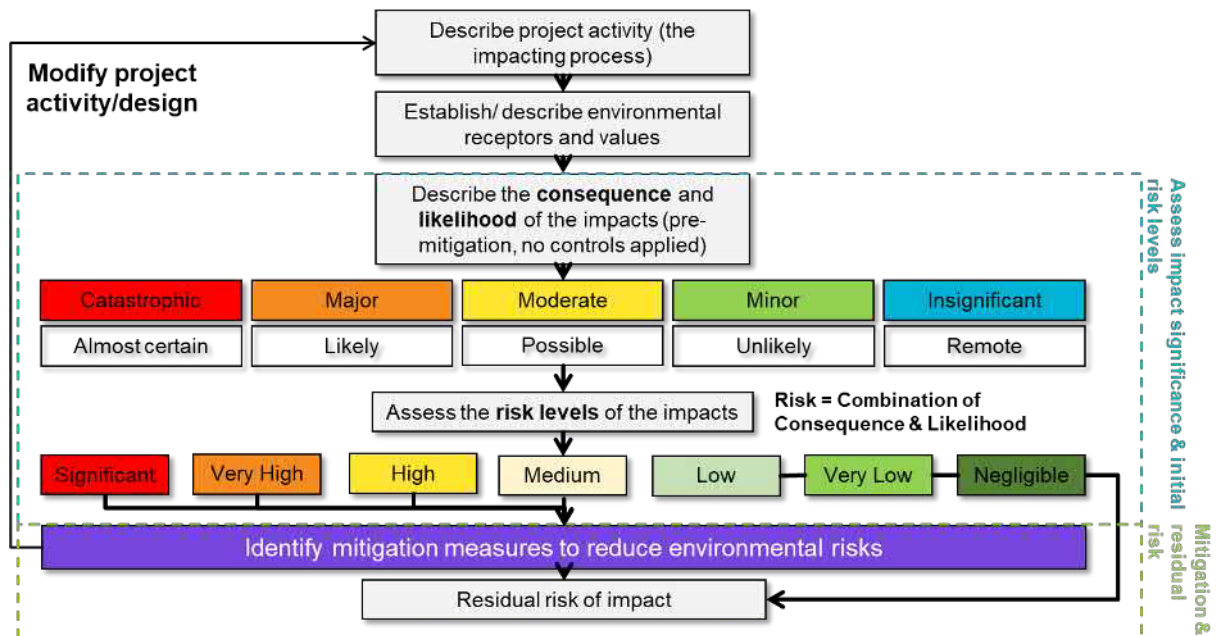 Describe project activity (the
impacting process)
Modify project
activity/design
Establish/ describe environmental
receptors and values
Describe the consequence and
likelihood of the impacts (pre-
mitigation, no controls applied)
Catastrophic
Major
Moderate
Minor
Insignificant
Almost certain
Likely
Possible
Unlikely
Remote
Assess the risk levels of the impacts
Risk = Combination of
Consequence & Likelihood
Significant
Very High
High
Medium
Low
Very Low
Negligible
Assess impact significance & initial
risk levels
Identify mitigation measures to reduce environmental risks
Residual risk of impact
Mitigation &
residual
risk